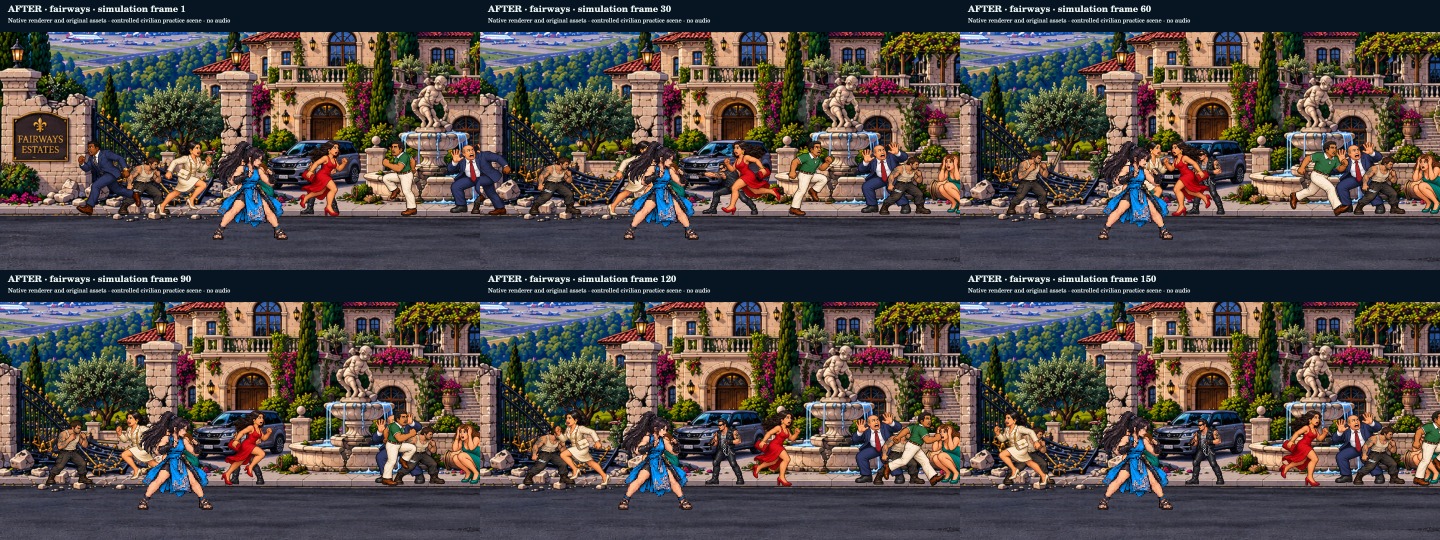 AFTER · fairways · simulation frame 1
Native renderer and original assets · controlled civilian practice scene · no audio
AFTER · fairways · simulation frame 30
Native renderer and original assets · controlled civilian practice scene · no audio
AFTER · fairways · simulation frame 60
Native renderer and original assets · controlled civilian practice scene · no audio
FAIRWAYS
ESTATES
AFTER · fairways · simulation frame 90
Native renderer and original assets · controlled civilian practice scene · no audio
AFTER · fairways · simulation frame 120
Native renderer and original assets · controlled civilian practice scene · no audio
AFTER · fairways · simulation frame 150
Native renderer and original assets · controlled civilian practice scene · no audio